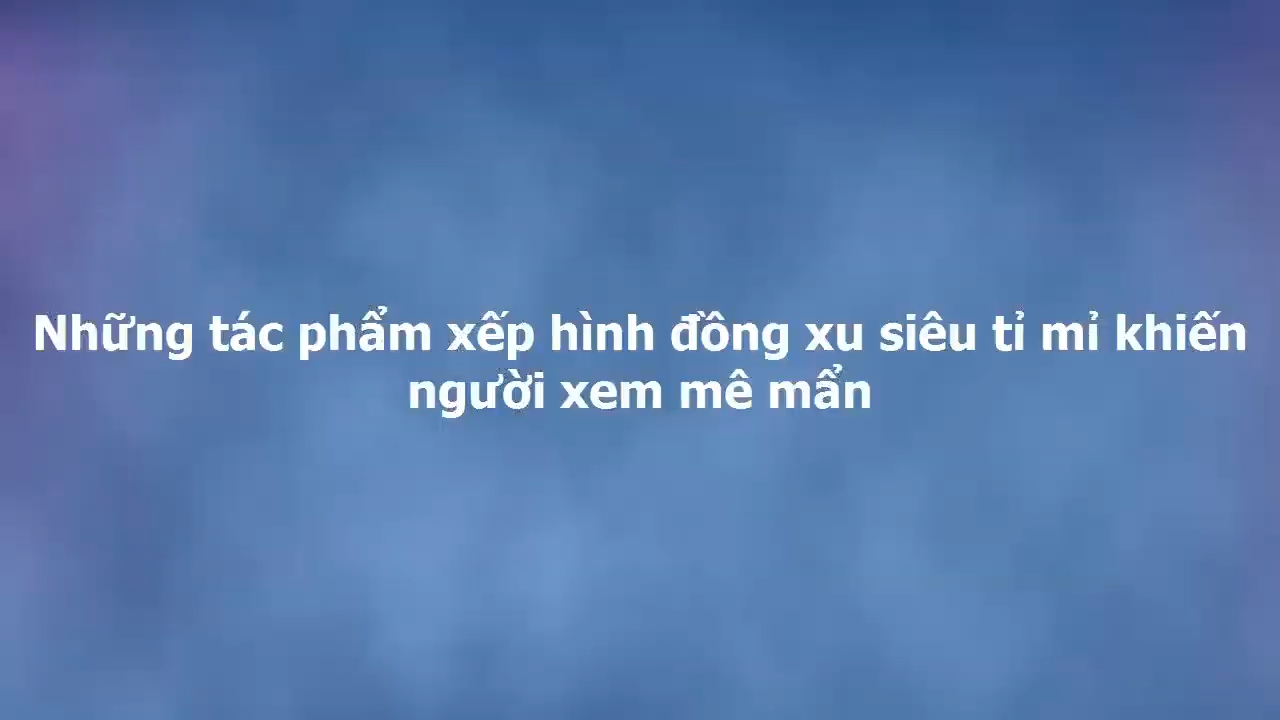 Những tác phẩm xếp hình đồng xu siêu tỉ mỉ khiến
người xem mê mẩn